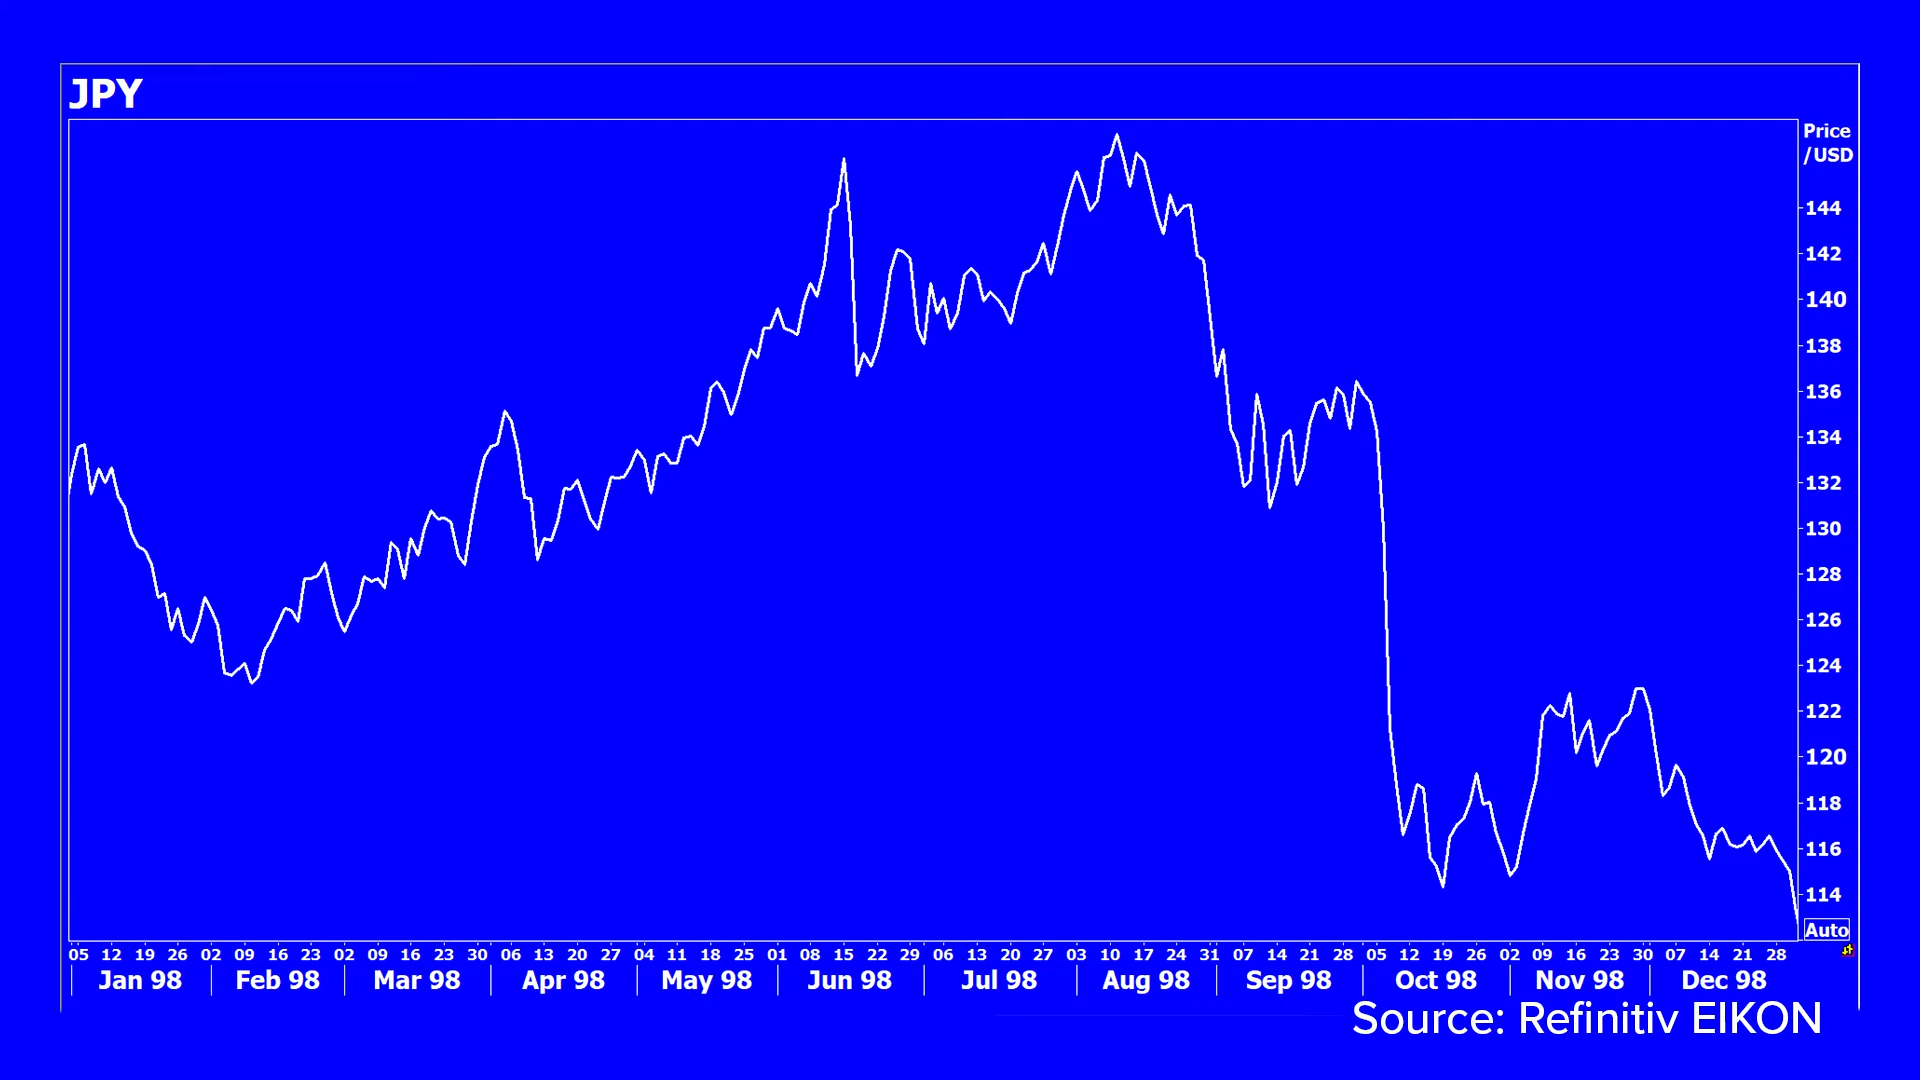 JPY
Price
/USD
144
142
140
138
136
134
132
130
128
126
124
122
120
118
116
114
Auto
05 12 19 26 02 09 16 23 02 09 16 23 30 06 13 20 27 04 11 18 25 01 08 15 22 29 06 13 20 27 03 10 17 24 31 07 14 21 28 05 12 19 26 02 09 16 23 30 07 14 21 28
Jan 98 Feb 98 Mar 98 Apr 98 May 98 Jun 98 Jul 98 Aug 98 Sep 98 Oct 98 Nov 98 Dec 98
Source: Refinitiv EIKON